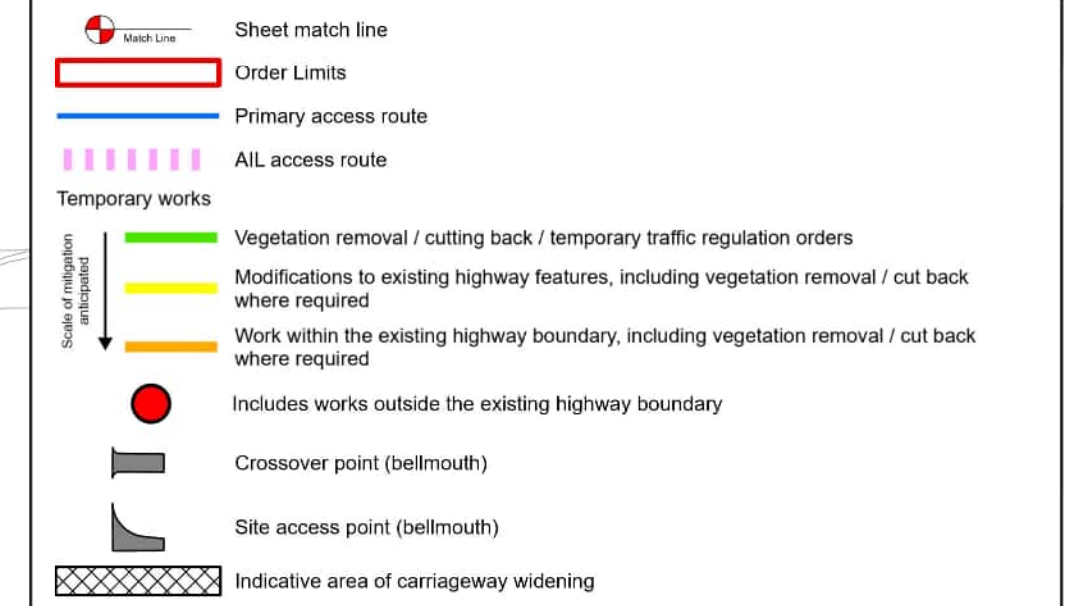 Match Line
Sheet match line
Order Limits
Primary access route
AIL access route
Temporary works
Scale of mitigation
anticipated
Vegetation removal / cutting back / temporary traffic regulation orders
Modifications to existing highway features, including vegetation removal / cut back
where required
Work within the existing highway boundary, including vegetation removal / cut back
where required
Includes works outside the existing highway boundary
Crossover point (bellmouth)
Site access point (bellmouth)
Indicative area of carriageway widening